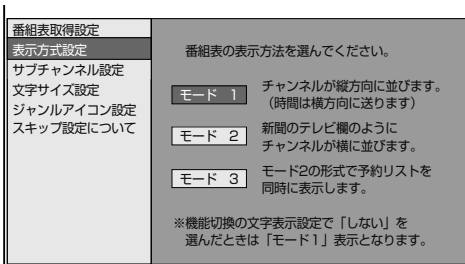 番組表取得設定
表示方式設定
サブチャンネル設定
文字サイズ設定
ジャンルアイコン設定
スキップ設定について
番組表の表示方法を選んでください。
モード 1
チャンネルが縦方向に並びます。
（時間は横方向に送ります）
モード 2
新聞のテレビ欄のように
チャンネルが横に並びます。
モード 3
モード2の形式で予約リストを
同時に表示します。
※機能切換の文字表示設定で「しない」を
選んだときは「モード１」表示となります。